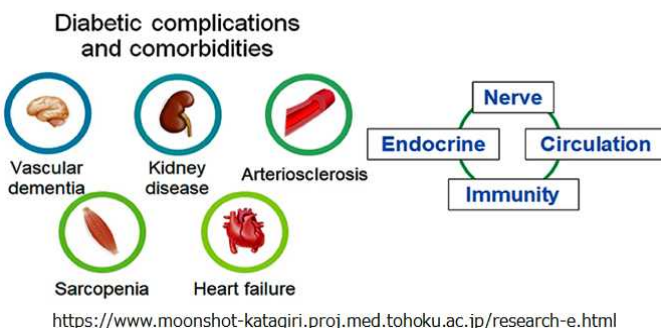 Diabetic complications
and comorbidities
Vascular
dementia
Kidney
disease
Arteriosclerosis
Sarcopenia
Heart failure
Nerve
Endocrine
Circulation
Immunity
https://www.moonshot-katagiri.proj.med.tohoku.ac.jp/research-e.html